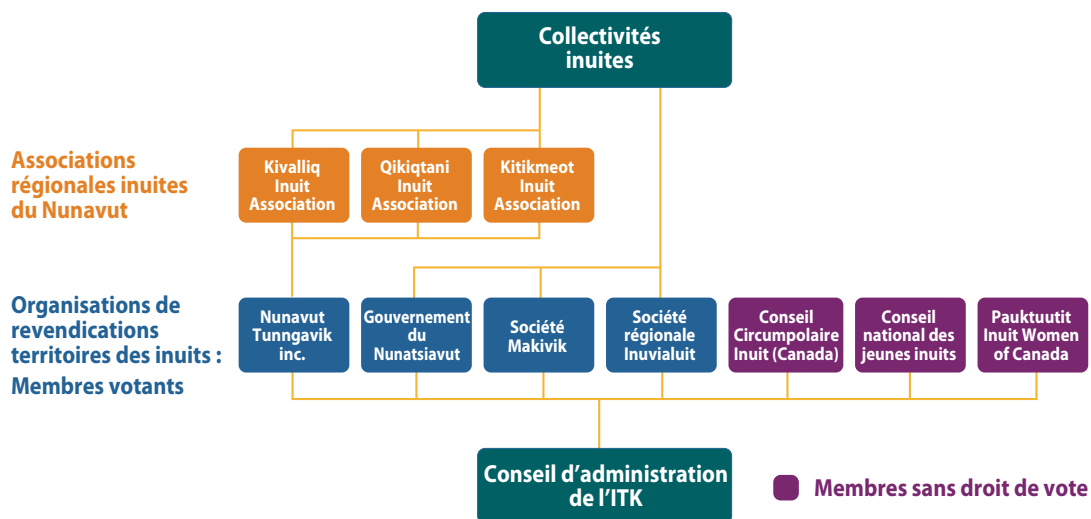 Collectivités
inuites
Associations
régionales inuites
du Nunavut
Kivalliq
Inuit
Association
Qikiqtani
Inuit
Association
Kitikmeot
Inuit
Association
Organisations de
revendications
territoires des inuits :
Membres votants
Nunavut
Tunngavik
inc.
Gouvernement
du
Nunatsiavut
Société
Makivik
Société
régionale
Inuvialuit
Conseil
Circumpolaire
Inuit (Canada)
Conseil
national des
jeunes inuits
Pauktuutit
Inuit Women
of Canada
Conseil d’administration
de l’ITK
Membres sans droit de vote